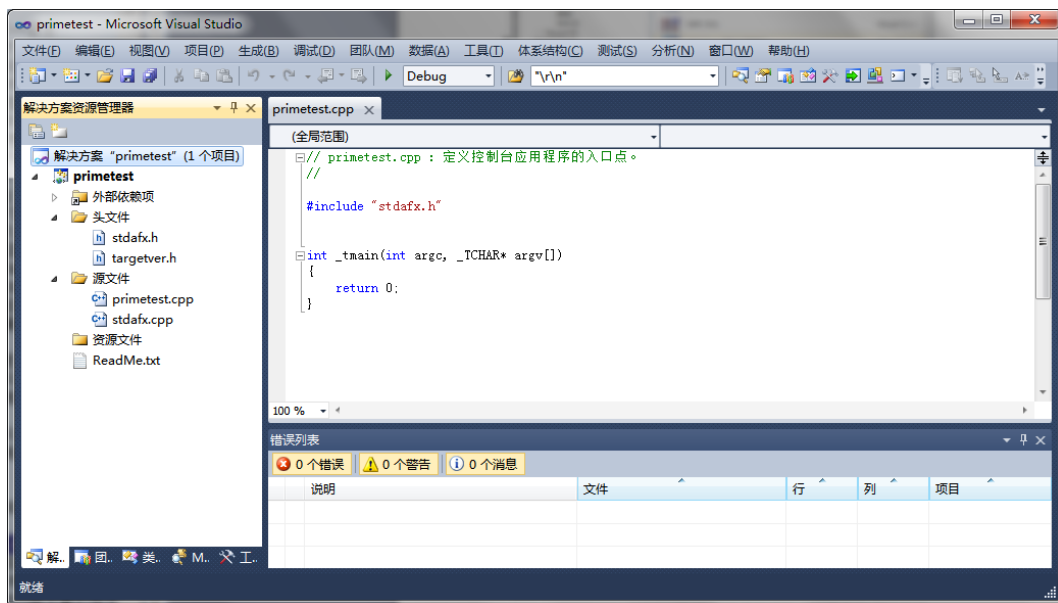 primetest - Microsoft Visual Studio
文件(F) 编辑(E) 视图(V) 项目(P) 生成(B) 调试(D) 团队(M) 数据(A) 工具(T) 体系结构(C) 测试(S) 分析(N) 窗口(W) 帮助(H)
Debug "\r\n"
解决方案资源管理器
解决方案 "primetest" (1 个项目)
primetest
外部依赖项
头文件
stdafx.h
targetver.h
源文件
primetest.cpp
stdafx.cpp
资源文件
ReadMe.txt
解.. 团.. 类.. M.. 工..
primetest.cpp
(全局范围)
// primetest.cpp : 定义控制台应用程序的入口点。
//
#include "stdafx.h"
int _tmain(int argc, _TCHAR* argv[])
{
return 0;
}
100 %
错误列表
0 个错误 0 个警告 0 个消息
说明 文件 行 列 项目
就绪